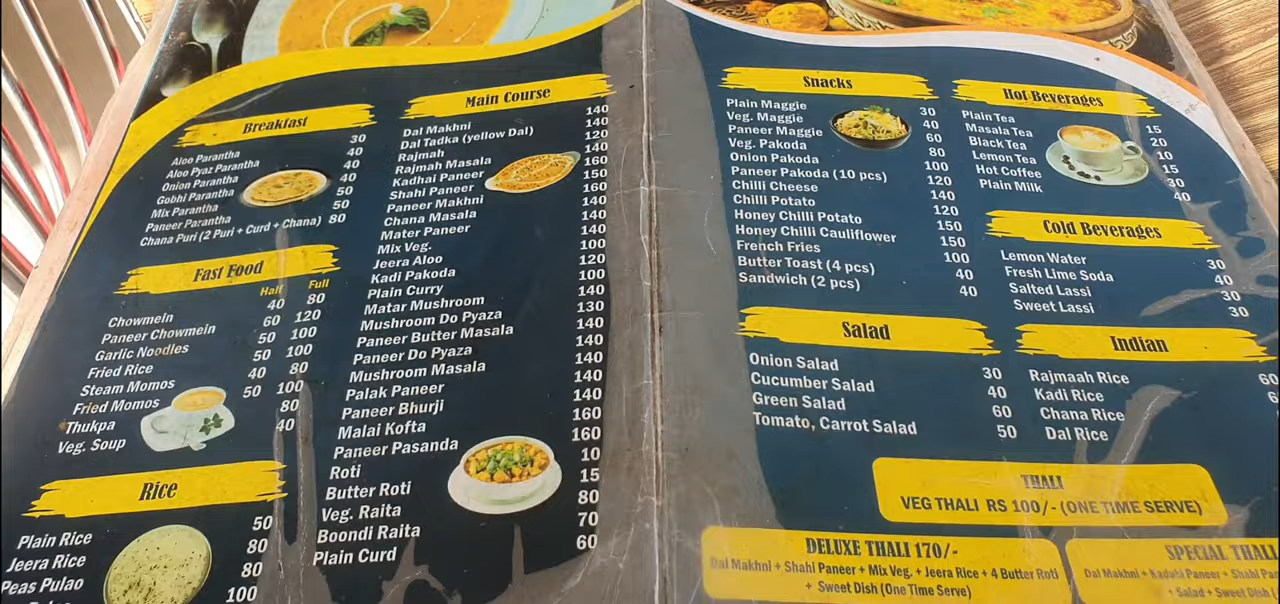 Breakfast
Aloo Parantha 30
Aloo Pyaz Parantha 40
Onion Parantha 40
Gobhi Parantha 40
Mix Parantha 50
Paneer Parantha 50
Chana Puri (2 Puri + Curd + Chana) 80
Fast Food
Half Full
Chowmein 40 80
Paneer Chowmein 60 120
Garlic Noodles 50 100
Fried Rice 50 100
Steam Momos 40 80
Fried Momos 50 100
Thukpa 80
Veg. Soup 40
Rice
Plain Rice 50
Jeera Rice 80
Peas Pulao 80
100
Main Course
Dal Makhni 140
Dal Tadka (yellow Dal) 140
Rajmah 120
Rajmah Masala 140
Kadhai Paneer 160
Shahi Paneer 150
Paneer Makhni 160
Chana Masala 140
Mater Paneer 140
Mix Veg. 140
Jeera Aloo 100
Kadi Pakoda 120
Plain Curry 100
Matar Mushroom 140
Mushroom Do Pyaza 130
Paneer Butter Masala 140
Paneer Do Pyaza 140
Mushroom Masala 140
Palak Paneer 140
Paneer Bhurji 140
Malai Kofta 160
Paneer Pasanda 160
Roti 10
Butter Roti 15
Veg. Raita 80
Boondi Raita 70
Plain Curd 60
Snacks
Plain Maggie 30
Veg. Maggie 40
Paneer Maggie 60
Veg. Pakoda 80
Onion Pakoda 100
Paneer Pakoda (10 pcs) 120
Chilli Cheese 140
Chilli Potato 120
Honey Chilli Potato 150
Honey Chilli Cauliflower 150
French Fries 100
Butter Toast (4 pcs) 40
Sandwich (2 pcs) 40
Salad
Onion Salad 30
Cucumber Salad 40
Green Salad 60
Tomato, Carrot Salad 50
Hot Beverages
Plain Tea 15
Masala Tea 20
Black Tea 10
Lemon Tea 15
Hot Coffee 30
Plain Milk 40
Cold Beverages
Lemon Water 30
Fresh Lime Soda 40
Salted Lassi 30
Sweet Lassi 30
Indian
Rajmaah Rice 60
Kadi Rice
Chana Rice
Dal Rice
THALI
VEG THALI RS 100/- (ONE TIME SERVE)
DELUXE THALI 170/-
Dal Makhni + Shahi Paneer + Mix Veg. + Jeera Rice + 4 Butter Roti
+ Sweet Dish (One Time Serve)
SPECIAL THALI
Dal Makhni + Kadahi Paneer + Shahi
+ Salad + Sweet Dish (